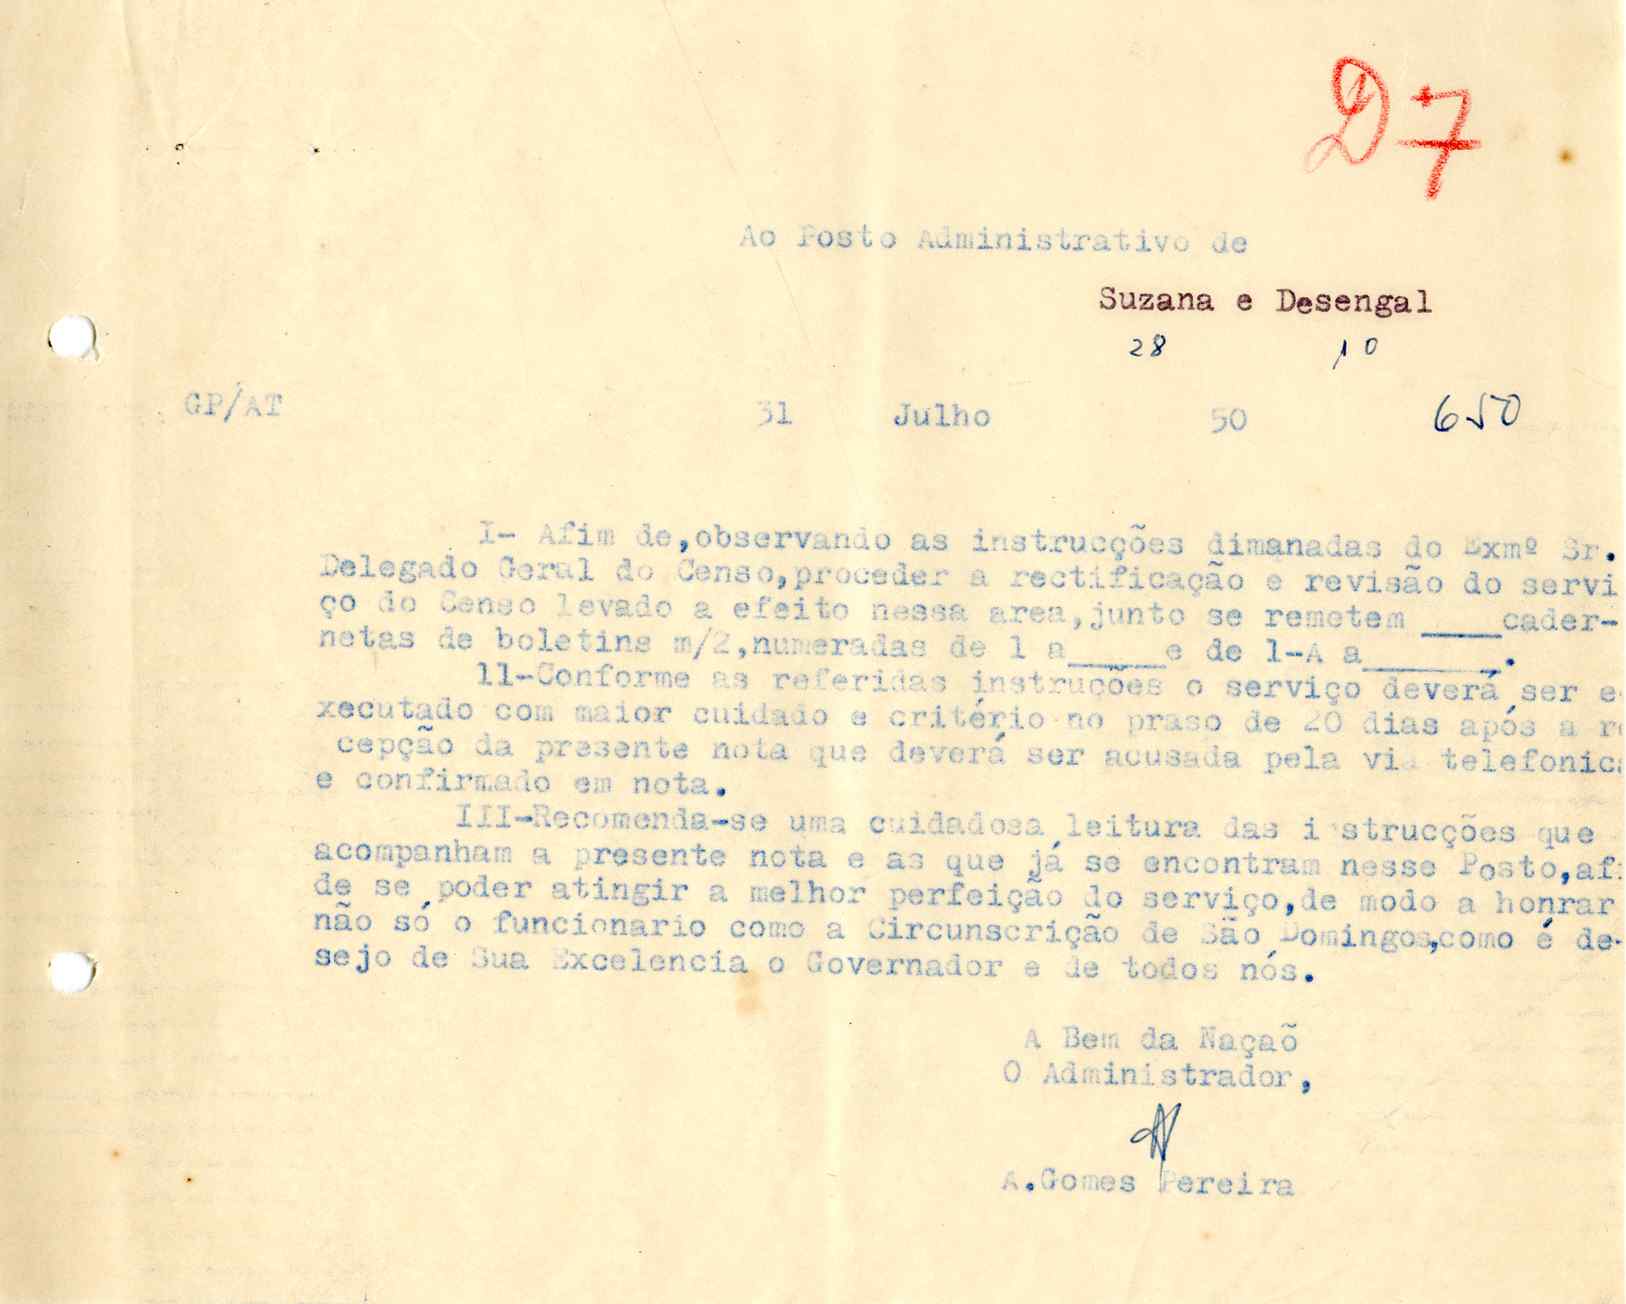 D7
Ao Posto Administrativo de
Suzana e Desengal
28 10
GP/AT 31 Julho 50 650
I- Afim de,observando as instrucções dimanadas do Exmº Sr.
Delegado Geral do Censo,proceder a rectificação e revisão do servi
ço do Censo levado a efeito nessa area,junto se remetem ____cader-
netas de boletins m/2,numeradas de 1 a_____e de 1-A a_______.
11-Conforme as referidas instruções o serviço deverá ser e
xecutado com maior cuidado e critério no praso de 20 dias após a re
cepção da presente nota que deverá ser acusada pela via telefonica
e confirmado em nota.
III-Recomenda-se uma cuidadosa leitura das i strucções que
acompanham a presente nota e as que já se encontram nesse Posto,afi
de se poder atingir a melhor perfeição do serviço,de modo a honrar
não só o funcionario como a Circunscrição de São Domingos,como é de-
sejo de Sua Excelencia o Governador e de todos nós.
A Bem da Naçaõ
O Administrador,
A.Gomes Pereira